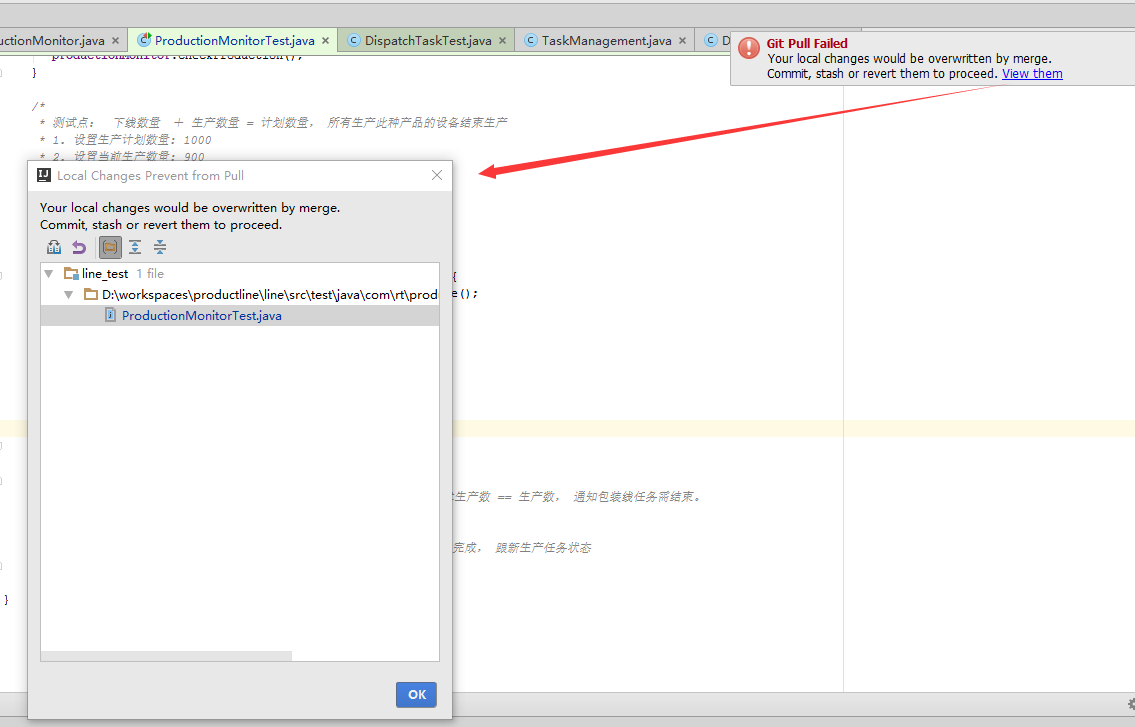 uctionMonitor.java
ProductionMonitorTest.java
DispatchTaskTest.java
TaskManagement.java
D
Git Pull Failed
Your local changes would be overwritten by merge.
Commit, stash or revert them to proceed. View them
productionMonitor.checkProduction();
}
/*
* 测试点： 下线数量 ＋ 生产数量 = 计划数量， 所有生产此种产品的设备结束生产
* 1. 设置生产计划数量: 1000
* 2. 设置当前生产数量: 900
Local Changes Prevent from Pull
Your local changes would be overwritten by merge.
Commit, stash or revert them to proceed.
line_test 1 file
{
D:\workspaces\productline\line\src\test\java\com\rt\prod
e();
ProductionMonitorTest.java
生产数 == 生产数， 通知包装线任务需结束。
完成， 跟新生产任务状态
}
OK